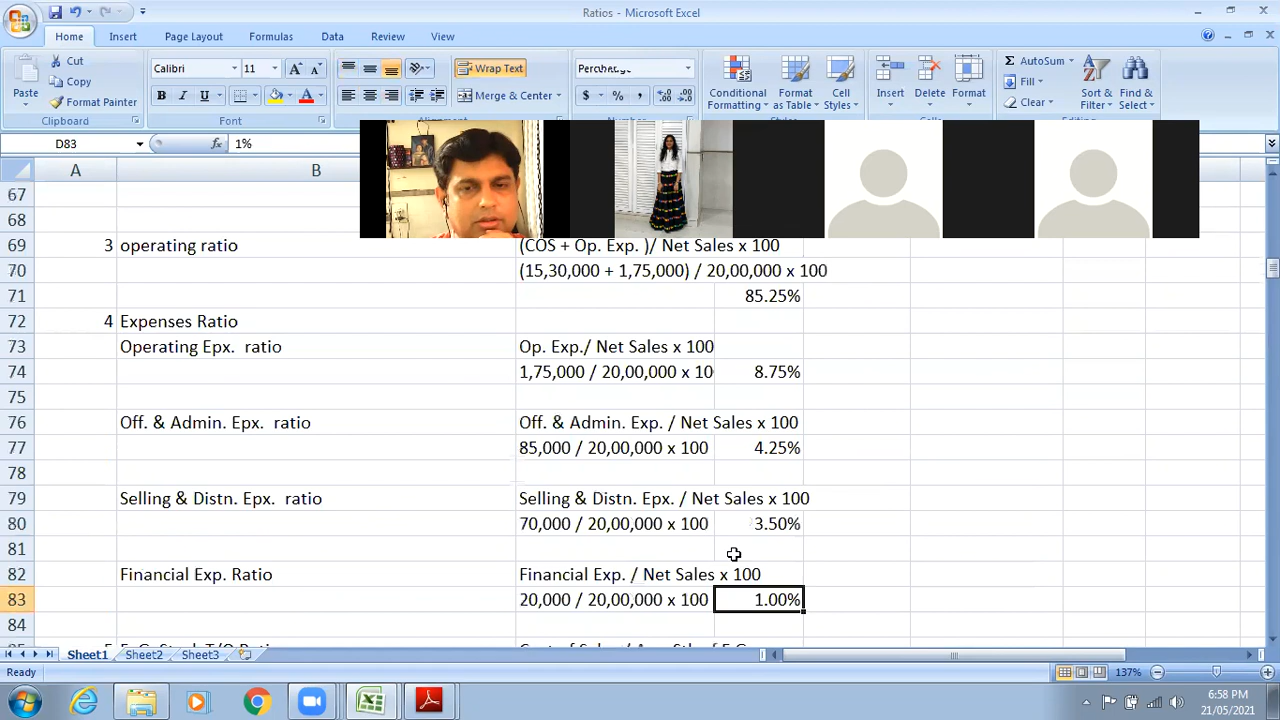 Ratios - Microsoft Excel
Home Insert Page Layout Formulas Data Review View
Cut
Copy
Format Painter
Paste
Clipboard
Calibri 11
B I U
Font
Wrap Text
Merge & Center
$ % ,
Conditional Formatting
Format as Table
Cell Styles
Insert
Delete
Format
AutoSum
Fill
Clear
Sort & Filter
Find & Select
D83 fx 1%
A B
67
68
69 3 operating ratio (COS + Op. Exp. )/ Net Sales x 100
70 (15,30,000 + 1,75,000) / 20,00,000 x 100
71 85.25%
72 4 Expenses Ratio
73 Operating Epx. ratio Op. Exp./ Net Sales x 100
74 1,75,000 / 20,00,000 x 10 8.75%
75
76 Off. & Admin. Epx. ratio Off. & Admin. Exp. / Net Sales x 100
77 85,000 / 20,00,000 x 100 4.25%
78
79 Selling & Distn. Epx. ratio Selling & Distn. Epx. / Net Sales x 100
80 70,000 / 20,00,000 x 100 3.50%
81
82 Financial Exp. Ratio Financial Exp. / Net Sales x 100
83 20,000 / 20,00,000 x 100 1.00%
84
Sheet1 Sheet2 Sheet3
Ready 137%
6:58 PM
21/05/2021